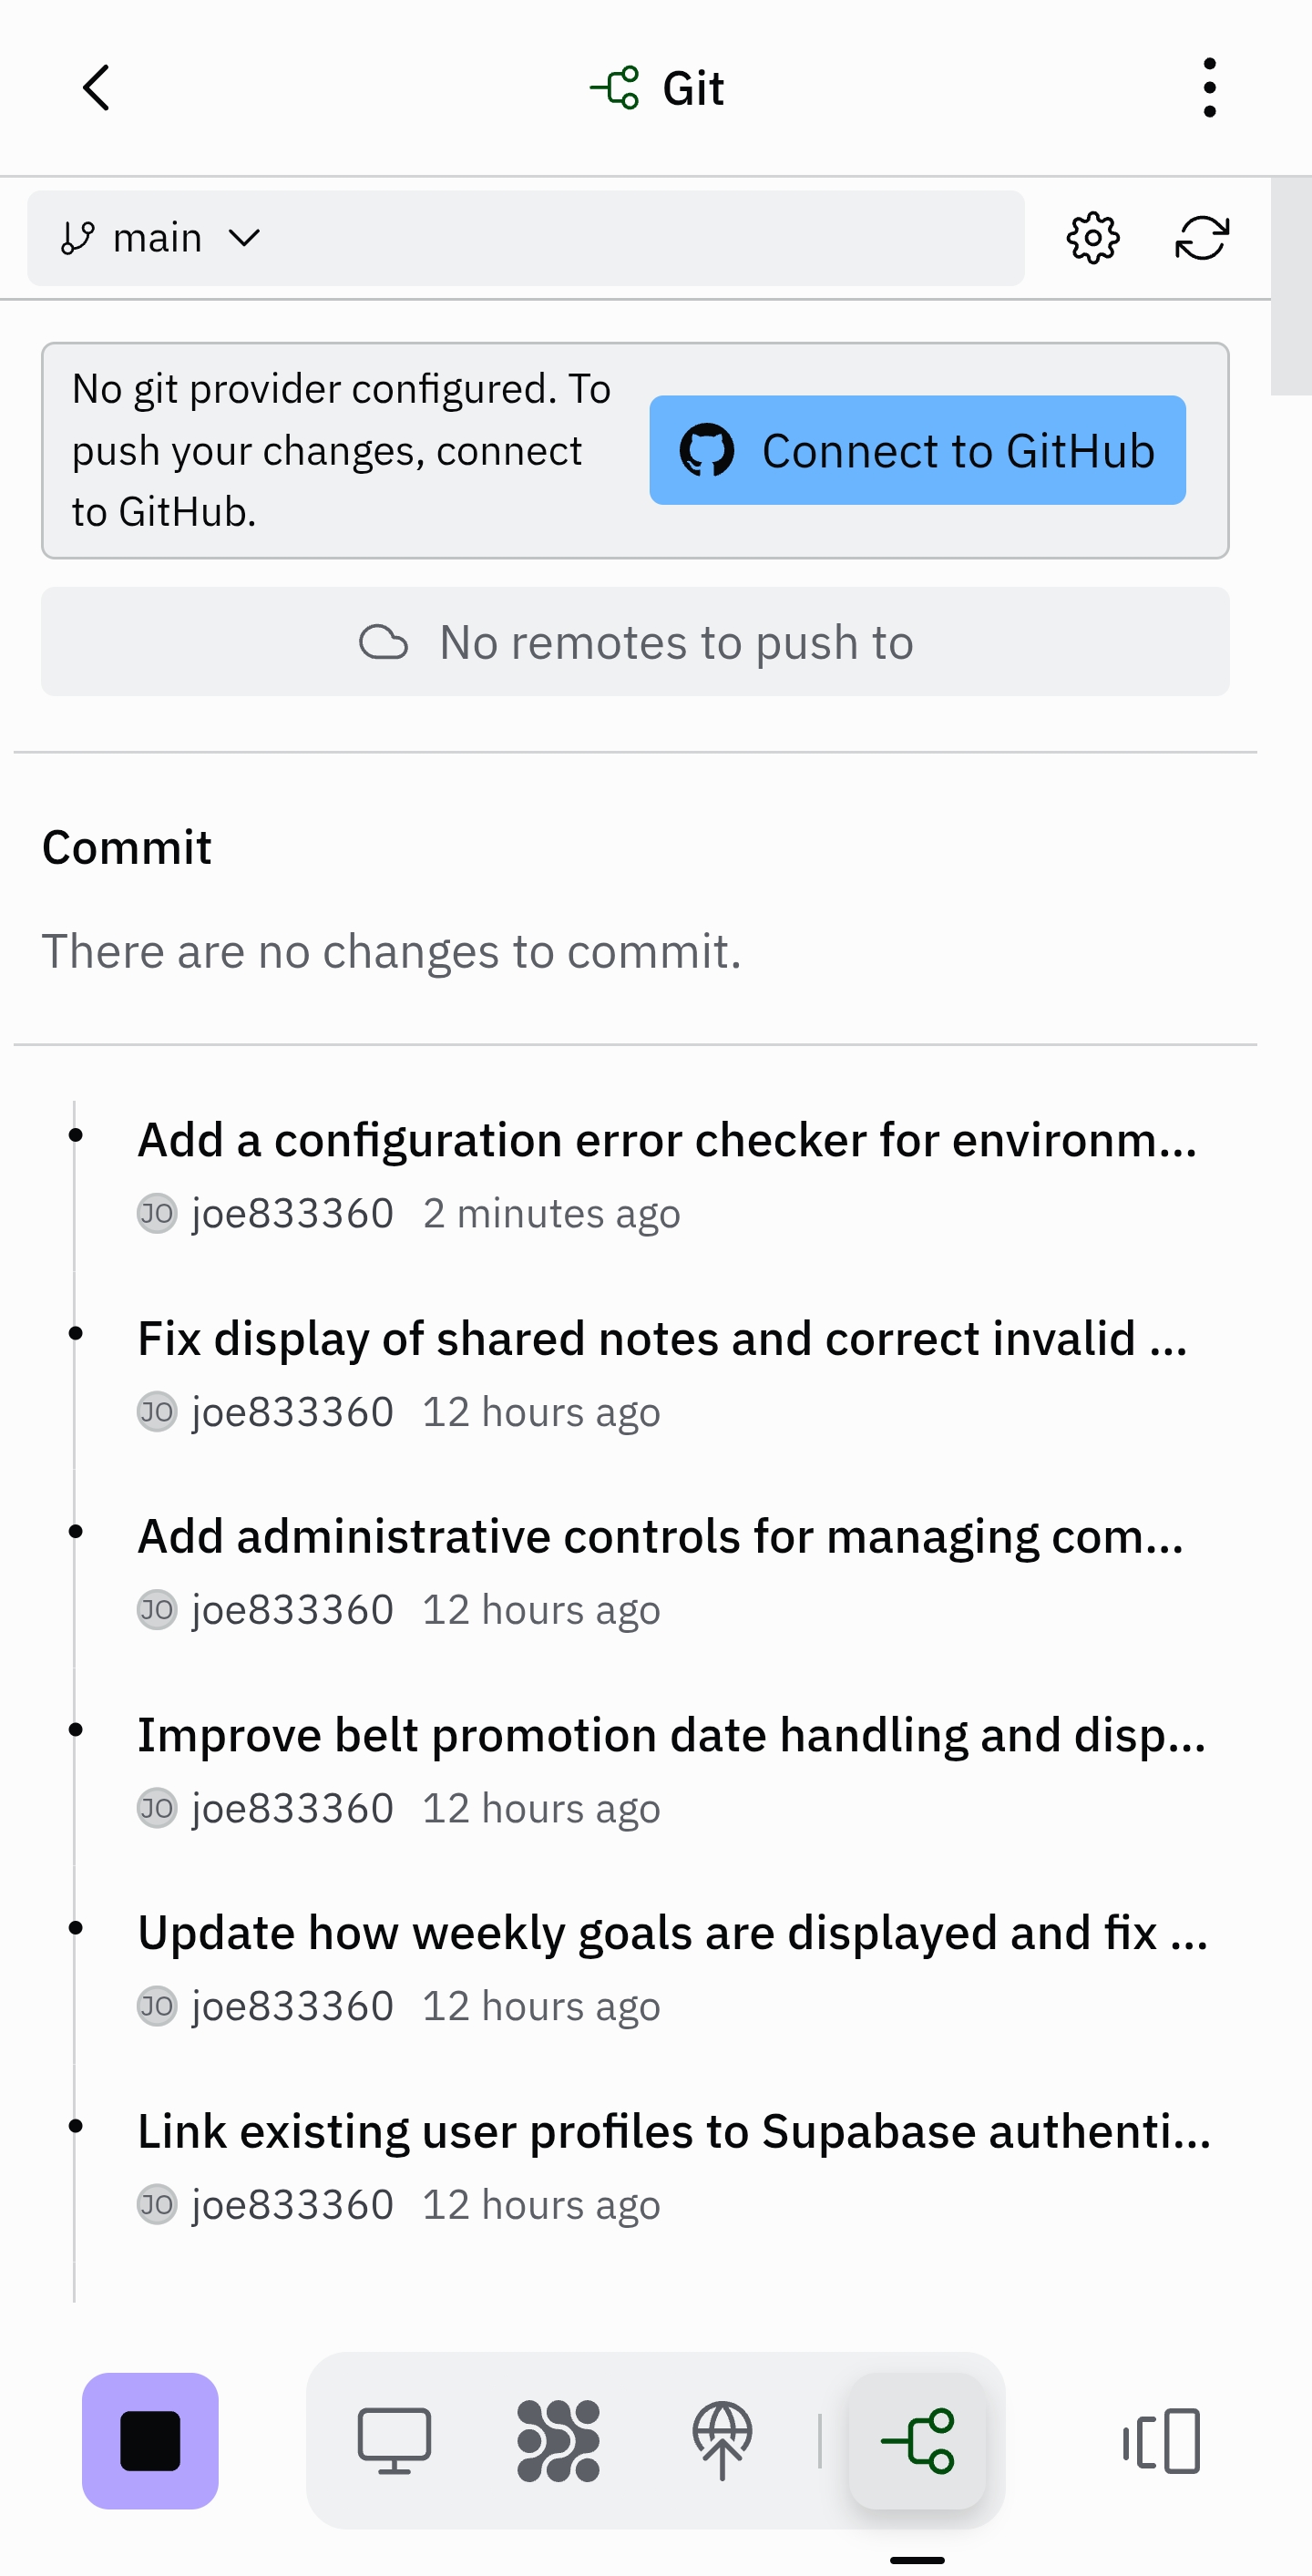 Git
main
No git provider configured. To
push your changes, connect
to GitHub.
Connect to GitHub
No remotes to push to
Commit
There are no changes to commit.
Add a configuration error checker for environm...
JO joe833360 2 minutes ago
Fix display of shared notes and correct invalid ...
JO joe833360 12 hours ago
Add administrative controls for managing com...
JO joe833360 12 hours ago
Improve belt promotion date handling and disp...
JO joe833360 12 hours ago
Update how weekly goals are displayed and fix ...
JO joe833360 12 hours ago
Link existing user profiles to Supabase authenti...
JO joe833360 12 hours ago